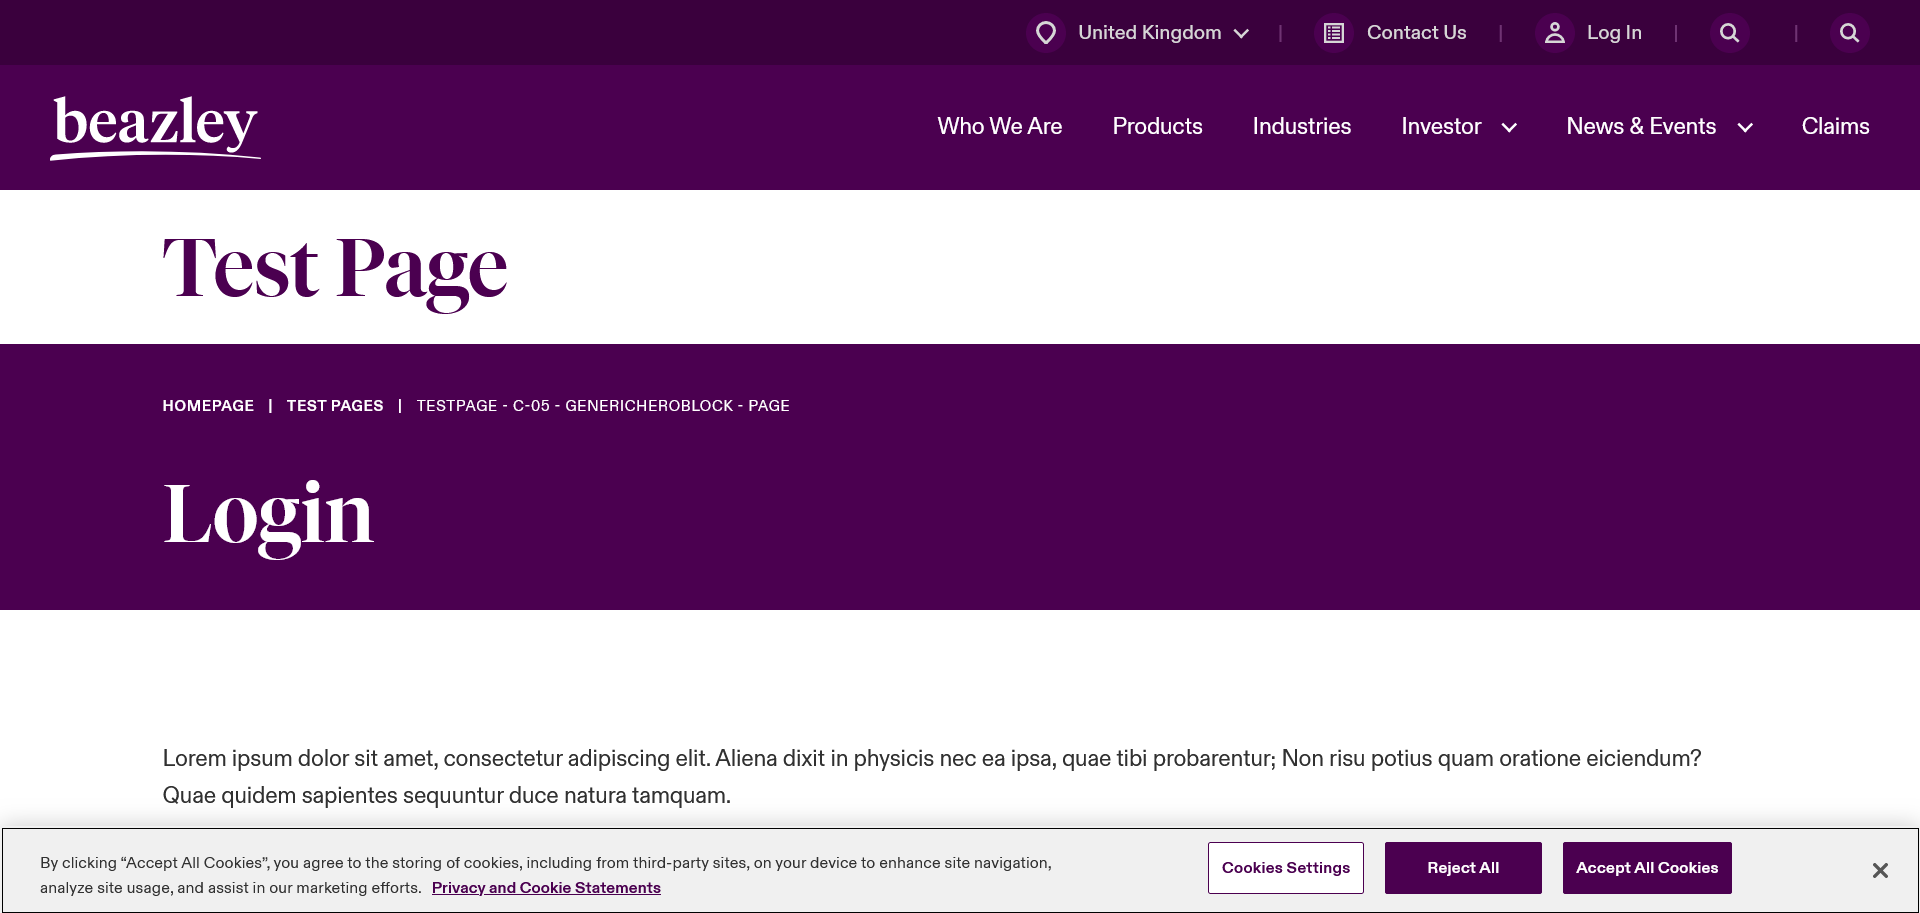 United Kingdom | Contact Us | Log In | |
beazley
Who We Are Products Industries Investor News & Events Claims
Test Page
HOMEPAGE | TEST PAGES | TESTPAGE - C-05 - GENERICHEROBLOCK - PAGE
Login
Lorem ipsum dolor sit amet, consectetur adipiscing elit. Aliena dixit in physicis nec ea ipsa, quae tibi probarentur; Non risu potius quam oratione eiciendum?
Quae quidem sapientes sequuntur duce natura tamquam.
By clicking “Accept All Cookies”, you agree to the storing of cookies, including from third-party sites, on your device to enhance site navigation,
analyze site usage, and assist in our marketing efforts. Privacy and Cookie Statements
Cookies Settings Reject All Accept All Cookies